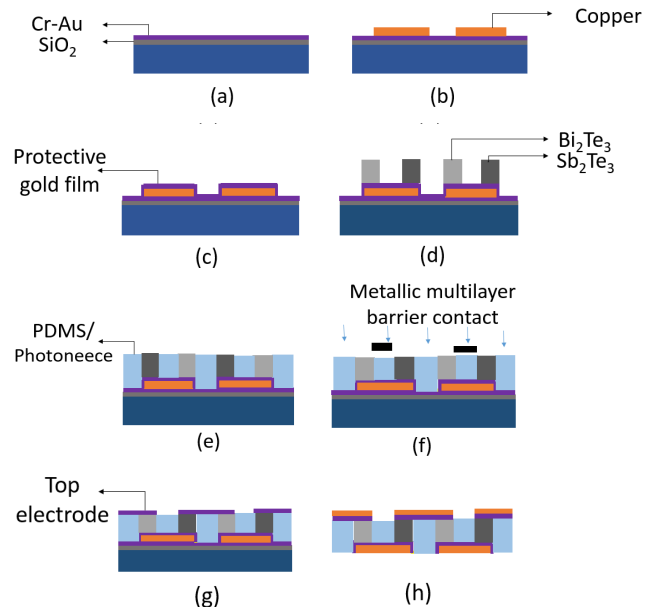 Cr-Au
SiO₂
Copper
(a)
(b)
Protective
gold film
Bi₂Te₃
Sb₂Te₃
(c)
(d)
PDMS/
Photoneece
Metallic multilayer
barrier contact
(e)
(f)
Top
electrode
(g)
(h)